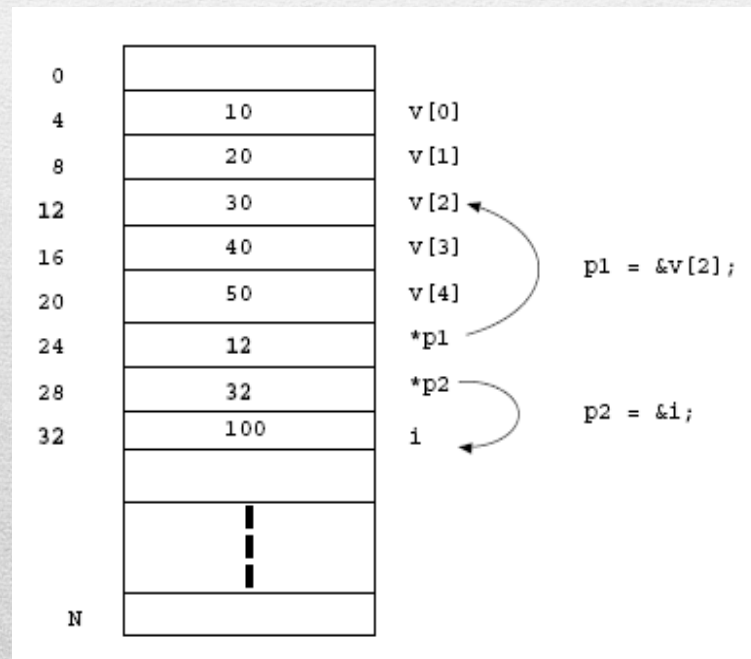 0
4 10 v[0]
8 20 v[1]
12 30 v[2]
16 40 v[3] p1 = &v[2];
20 50 v[4]
24 12 *p1
28 32 *p2 p2 = &i;
32 100 i
N